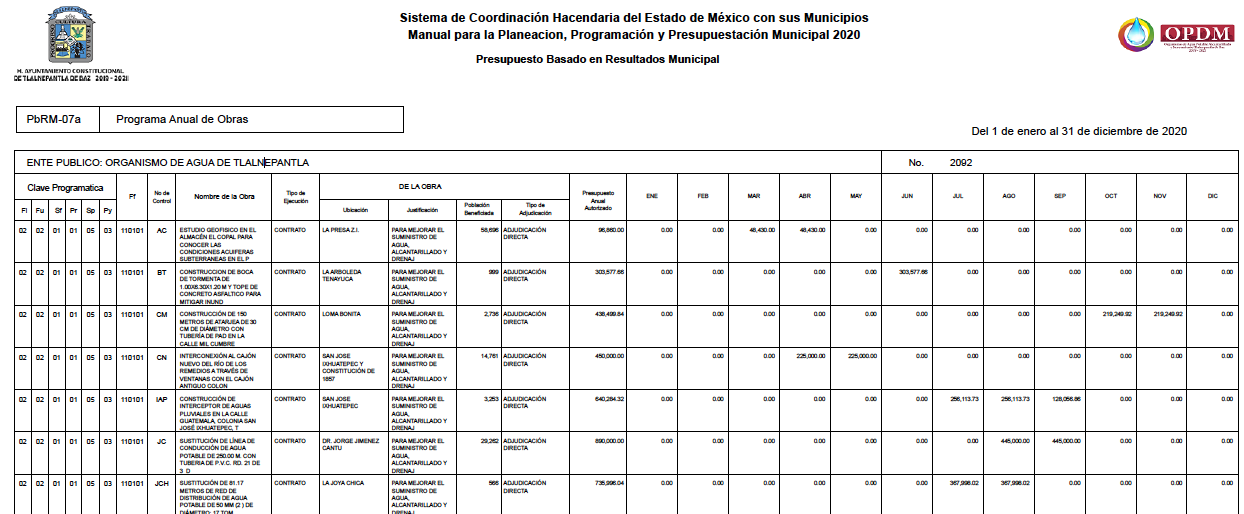 Sistema de Coordinación Hacendaria del Estado de México con sus Municipios
Manual para la Planeacion, Programación y Presupuestación Municipal 2020
Presupuesto Basado en Resultados Municipal
H. AYUNTAMIENTO CONSTITUCIONAL
DE TLALNEPANTLA DE BAZ 2019 - 2021
OPDM
PbRM-07a Programa Anual de Obras
Del 1 de enero al 31 de diciembre de 2020
ENTE PUBLICO: ORGANISMO DE AGUA DE TLALNEPANTLA No. 2092
Clave Programatica Ff No de Control Nombre de la Obra Tipo de Ejecución DE LA OBRA Presupuesto Anual Autorizado ENE FEB MAR ABR MAY JUN JUL AGO SEP OCT NOV DIC
FI Fu Sf Pr Sp Py Ubicación Justificación Población Beneficiada Tipo de Adjudicación
02 02 01 01 05 03 110101 AC ESTUDIO GEOFISICO EN EL CONTRATO LA PRESA Z.I. PARA MEJORAR EL 58,696 ADJUDICACIÓN 96,860.00 0.00 0.00 48,430.00 48,430.00 0.00 0.00 0.00 0.00 0.00 0.00 0.00 0.00
ALMACÉN EL COPAL PARA SUMINISTRO DE DIRECTA
CONOCER LAS AGUA,
CONDICIONES ACUIFERAS ALCANTARILLADO Y
SUBTERRANEAS EN EL P DRENAJ
02 02 01 01 05 03 110101 BT CONSTRUCCION DE BOCA CONTRATO LA ARBOLEDA PARA MEJORAR EL 999 ADJUDICACIÓN 303,577.66 0.00 0.00 0.00 0.00 0.00 303,577.66 0.00 0.00 0.00 0.00 0.00 0.00
DE TORMENTA DE TENAYUCA SUMINISTRO DE DIRECTA
1.00X6.30X1.20 M Y TOPE DE AGUA,
CONCRETO ASFALTICO PARA ALCANTARILLADO Y
MITIGAR INUND DRENAJ
02 02 01 01 05 03 110101 CM CONSTRUCCIÓN DE 150 CONTRATO LOMA BONITA PARA MEJORAR EL 2,736 ADJUDICACIÓN 438,499.84 0.00 0.00 0.00 0.00 0.00 0.00 0.00 0.00 0.00 219,249.92 219,249.92 0.00
METROS DE ATARJEA DE 30 SUMINISTRO DE DIRECTA
CM DE DIÁMETRO CON AGUA,
TUBERÍA DE PAD EN LA ALCANTARILLADO Y
CALLE MIL CUMBRE DRENAJ
02 02 01 01 05 03 110101 CN INTERCONEXIÓN AL CAJÓN CONTRATO SAN JOSE PARA MEJORAR EL 14,761 ADJUDICACIÓN 450,000.00 0.00 0.00 0.00 225,000.00 225,000.00 0.00 0.00 0.00 0.00 0.00 0.00 0.00
NUEVO DEL RÍO DE LOS IXHUATEPEC Y SUMINISTRO DE DIRECTA
REMEDIOS A TRAVÉS DE CONSTITUCIÓN DE AGUA,
VENTANAS CON EL CAJÓN 1857 ALCANTARILLADO Y
ANTIGUO COLON DRENAJ
02 02 01 01 05 03 110101 IAP CONSTRUCCIÓN DE CONTRATO SAN JOSE PARA MEJORAR EL 3,253 ADJUDICACIÓN 640,284.32 0.00 0.00 0.00 0.00 0.00 0.00 256,113.73 256,113.73 128,056.86 0.00 0.00 0.00
INTERCEPTOR DE AGUAS IXHUATEPEC SUMINISTRO DE DIRECTA
PLUVIALES EN LA CALLE AGUA,
GUATEMALA, COLONIA SAN ALCANTARILLADO Y
JOSÉ IXHUATEPEC, T DRENAJ
02 02 01 01 05 03 110101 JC SUSTITUCIÓN DE LÍNEA DE CONTRATO DR. JORGE JIMENEZ PARA MEJORAR EL 29,262 ADJUDICACIÓN 890,000.00 0.00 0.00 0.00 0.00 0.00 0.00 0.00 445,000.00 445,000.00 0.00 0.00 0.00
CONDUCCIÓN DE AGUA CANTU SUMINISTRO DE DIRECTA
POTABLE DE 250.00 M. CON AGUA,
TUBERIA DE P.V.C. RD. 21 DE ALCANTARILLADO Y
3 D DRENAJ
02 02 01 01 05 03 110101 JCH SUSTITUCIÓN DE 81.17 CONTRATO LA JOYA CHICA PARA MEJORAR EL 566 ADJUDICACIÓN 735,996.04 0.00 0.00 0.00 0.00 0.00 0.00 367,998.02 367,998.02 0.00 0.00 0.00 0.00
METROS DE RED DE SUMINISTRO DE DIRECTA
DISTRIBUCIÓN DE AGUA AGUA,
POTABLE DE 50 MM (2 ) DE ALCANTARILLADO Y
DIÁMETRO; 17 TOM DRENAJ